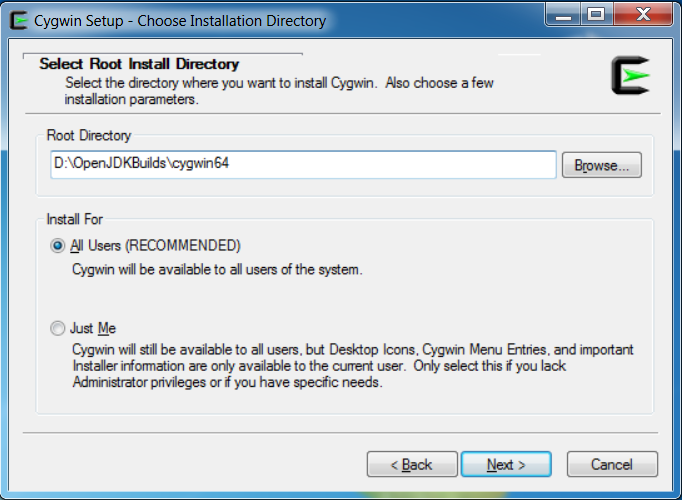 Cygwin Setup - Choose Installation Directory
Select Root Install Directory
Select the directory where you want to install Cygwin. Also choose a few
installation parameters.
Root Directory
D:\OpenJDKBuilds\cygwin64
Browse...
Install For
All Users (RECOMMENDED)
Cygwin will be available to all users of the system.
Just Me
Cygwin will still be available to all users, but Desktop Icons, Cygwin Menu Entries, and important
Installer information are only available to the current user. Only select this if you lack
Administrator privileges or if you have specific needs.
< Back
Next >
Cancel